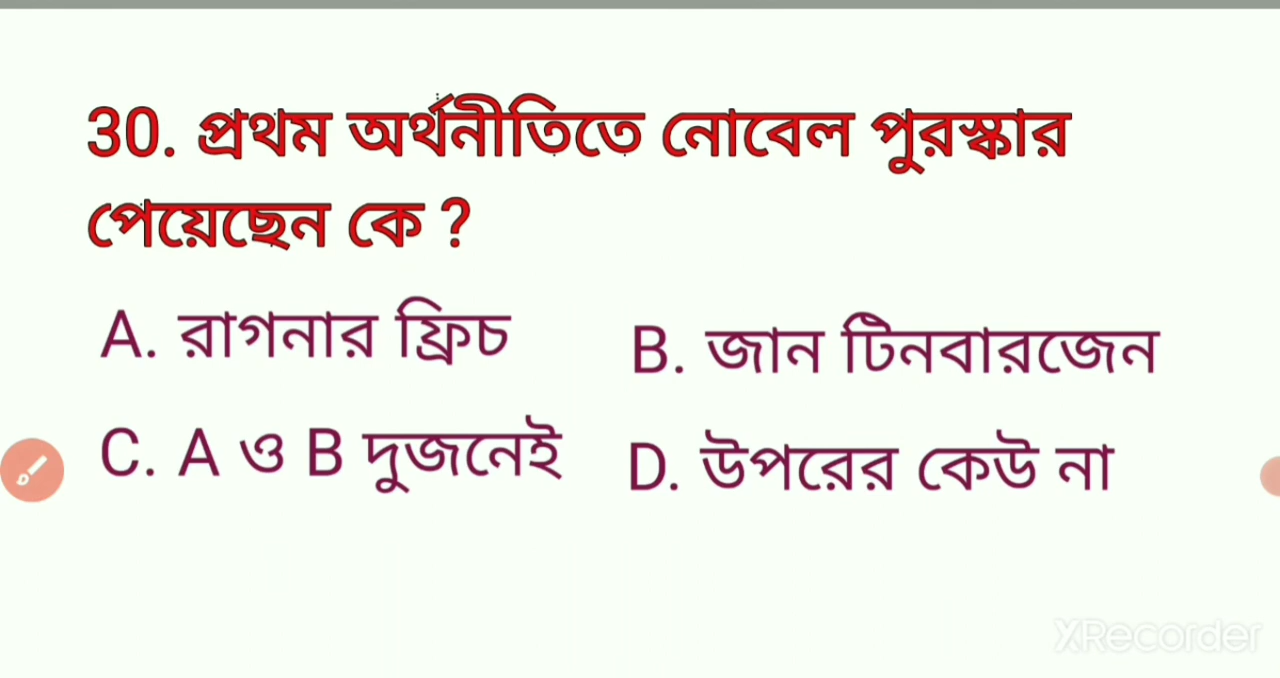 30. প্রথম অর্থনীতিতে নোবেল পুরস্কার
পেয়েছেন কে ?
A. রাগনার ফ্রিচ
B. জান টিনবারজেন
C. A ও B দুজনেই
D. উপরের কেউ না
XRecorder